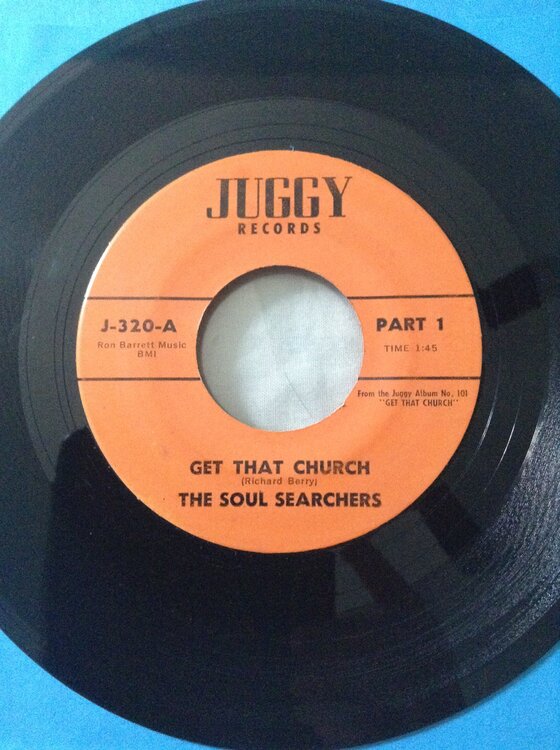 JUGGY
RECORDS
J-320-A
Ron Barrett Music
BMI
PART 1
TIME 1:45
From the Juggy Album No. 101
"GET THAT CHURCH"
GET THAT CHURCH
(Richard Berry)
THE SOUL SEARCHERS